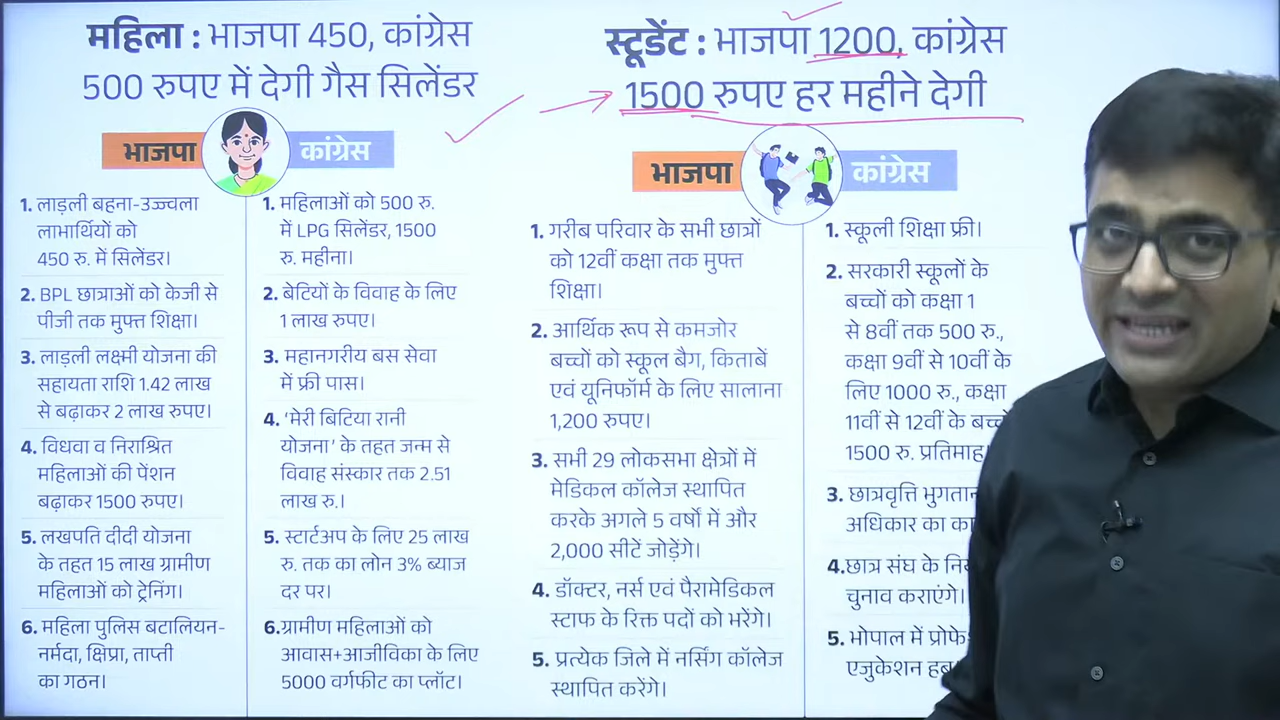 महिला : भाजपा 450, कांग्रेस
500 रुपए में देगी गैस सिलेंडर
भाजपा
कांग्रेस
1. लाड़ली बहना-उज्ज्वला
लाभार्थियों को
450 रु. में सिलेंडर।
2. BPL छात्राओं को केजी से
पीजी तक मुफ्त शिक्षा।
3. लाड़ली लक्ष्मी योजना की
सहायता राशि 1.42 लाख
से बढ़ाकर 2 लाख रुपए।
4. विधवा व निराश्रित
महिलाओं की पेंशन
बढ़ाकर 1500 रुपए।
5. लखपति दीदी योजना
के तहत 15 लाख ग्रामीण
महिलाओं को ट्रेनिंग।
6. महिला पुलिस बटालियन-
नर्मदा, क्षिप्रा, ताप्ती
का गठन।
1. महिलाओं को 500 रु.
में LPG सिलेंडर, 1500
रु. महीना।
2. बेटियों के विवाह के लिए
1 लाख रुपए।
3. महानगरीय बस सेवा
में फ्री पास।
4. 'मेरी बिटिया रानी
योजना' के तहत जन्म से
विवाह संस्कार तक 2.51
लाख रु.।
5. स्टार्टअप के लिए 25 लाख
रु. तक का लोन 3% ब्याज
दर पर।
6.ग्रामीण महिलाओं को
आवास+आजीविका के लिए
5000 वर्गफीट का प्लॉट।
स्टूडेंट : भाजपा 1200, कांग्रेस
1500 रुपए हर महीने देगी
भाजपा
कांग्रेस
1. गरीब परिवार के सभी छात्रों
को 12वीं कक्षा तक मुफ्त
शिक्षा।
2. आर्थिक रूप से कमजोर
बच्चों को स्कूल बैग, किताबें
एवं यूनिफॉर्म के लिए सालाना
1,200 रुपए।
3. सभी 29 लोकसभा क्षेत्रों में
मेडिकल कॉलेज स्थापित
करके अगले 5 वर्षों में और
2,000 सीटें जोड़ेंगे।
4. डॉक्टर, नर्स एवं पैरामेडिकल
स्टाफ के रिक्त पदों को भरेंगे।
5. प्रत्येक जिले में नर्सिंग कॉलेज
स्थापित करेंगे।
1. स्कूली शिक्षा फ्री।
2. सरकारी स्कूलों के
बच्चों को कक्षा 1
से 8वीं तक 500 रु.,
कक्षा 9वीं से 10वीं के
लिए 1000 रु., कक्षा
11वीं से 12वीं के
1500 रु. प्रतिमाह
3. छात्रवृत्ति
अधिकार का
4.छात्र संघ के
चुनाव कराएंगे।
5. भोपाल में
एजुकेशन